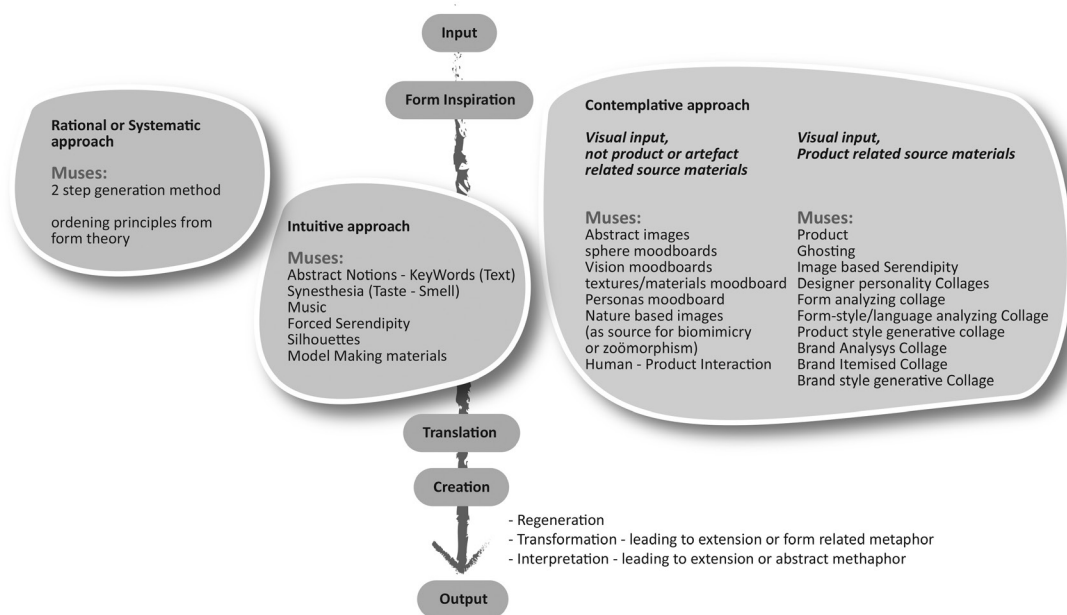 Input
Form Inspiration
Rational or Systematic
approach
Muses:
2 step generation method
ordening principles from
form theory
Intuitive approach
Muses:
Abstract Notions - KeyWords (Text)
Synesthesia (Taste - Smell)
Music
Forced Serendipity
Silhouettes
Model Making materials
Contemplative approach
Visual input,
not product or artefact
related source materials
Muses:
Abstract images
sphere moodboards
Vision moodboards
textures/materials moodboard
Personas moodboard
Nature based images
(as source for biomimicry
or zoömorphism)
Human - Product Interaction
Visual input,
Product related source materials
Muses:
Product
Ghosting
Image based Serendipity
Designer personality Collages
Form analyzing collage
Form-style/language analyzing Collage
Product style generative collage
Brand Analysys Collage
Brand Itemised Collage
Brand style generative Collage
Translation
Creation
- Regeneration
- Transformation - leading to extension or form related metaphor
- Interpretation - leading to extension or abstract methaphor
Output